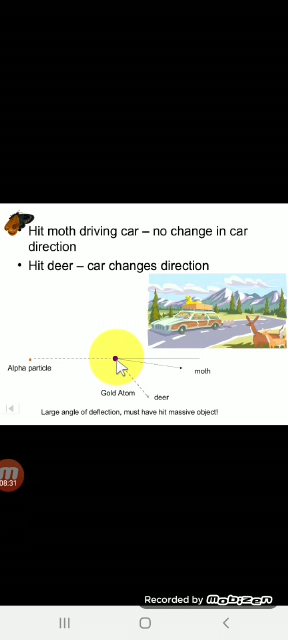 Hit moth driving car – no change in car
direction
• Hit deer – car changes direction
Alpha particle
moth
Gold Atom
deer
Large angle of deflection, must have hit massive object!
08:31
Recorded by mobizen